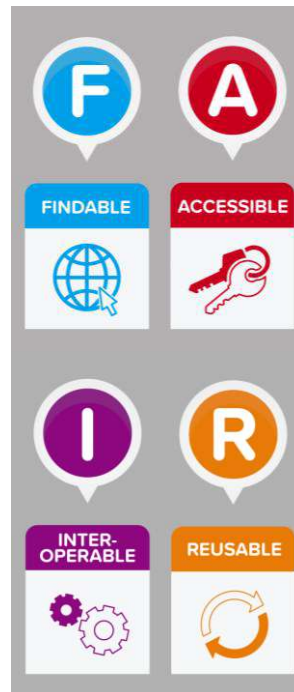 F
A
FINDABLE
ACCESSIBLE
I
R
INTER-
OPERABLE
REUSABLE